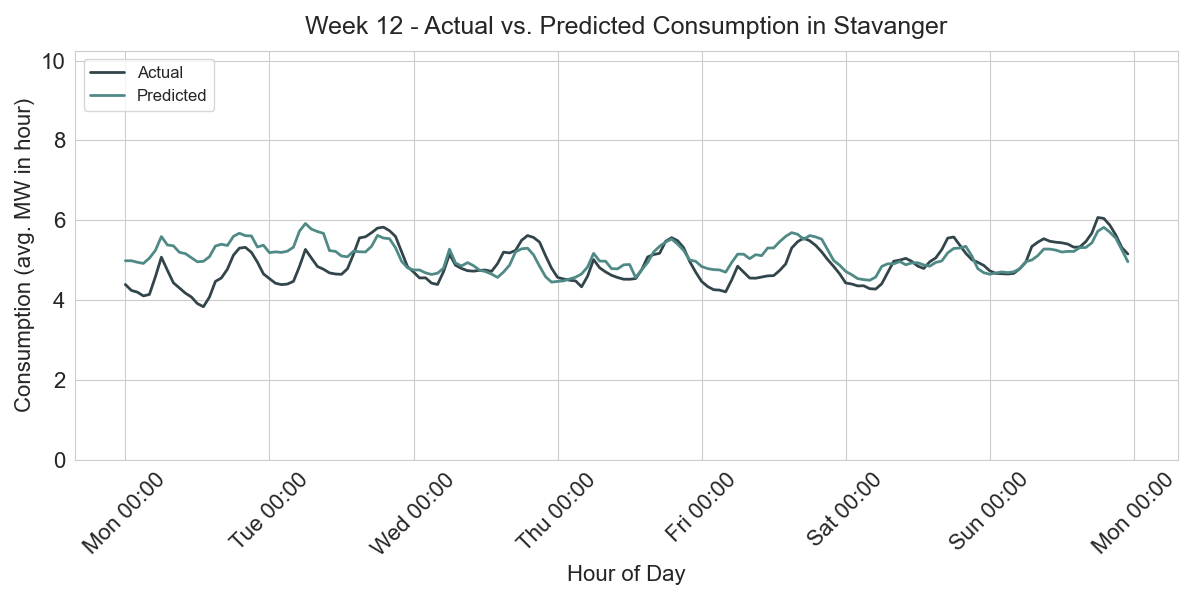 Week 12 - Actual vs. Predicted Consumption in Stavanger
Consumption (avg. MW in hour)
10
8
6
4
2
0
Actual
Predicted
Mon 00:00
Tue 00:00
Wed 00:00
Thu 00:00
Fri 00:00
Sat 00:00
Sun 00:00
Mon 00:00
Hour of Day